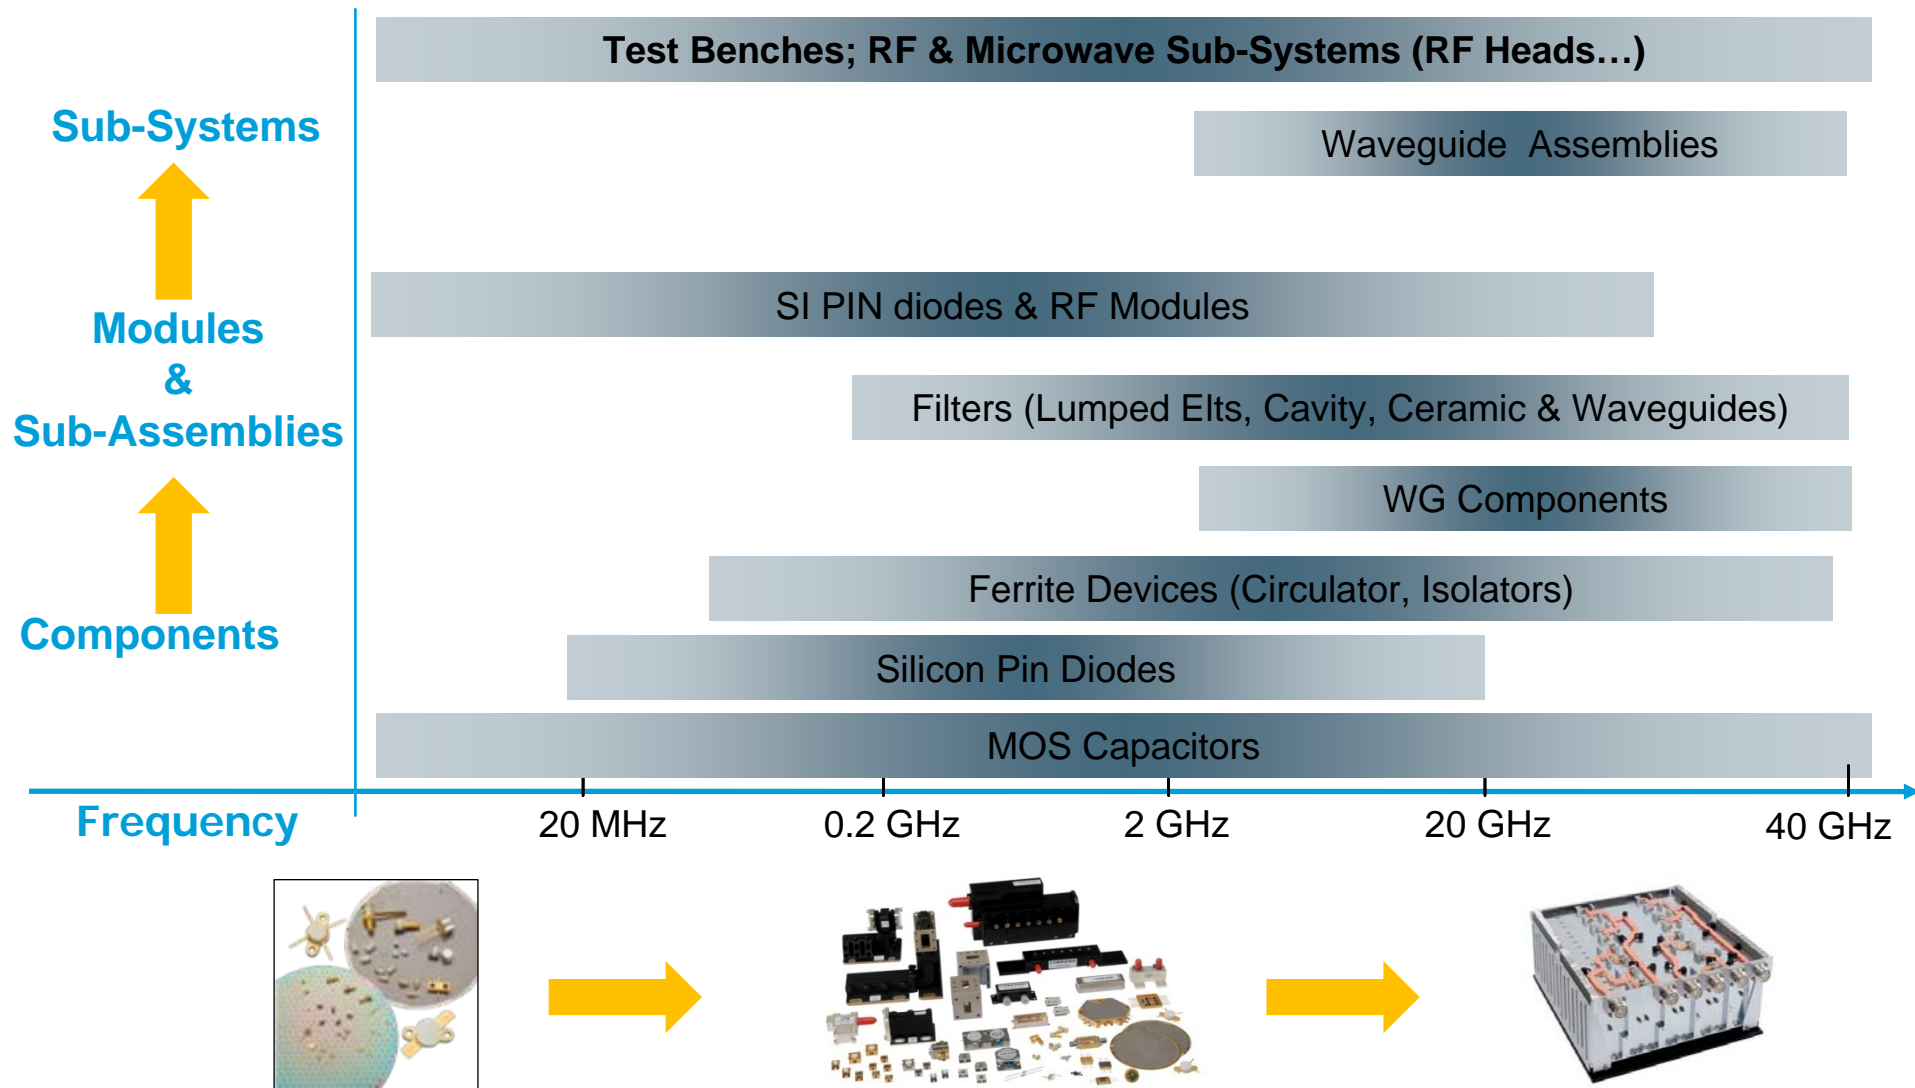 Test Benches; RF & Microwave Sub-Systems (RF Heads…)
Sub-Systems
Waveguide  Assemblies
SI PIN diodes & RF Modules
Modules
&
Sub-Assemblies
Filters (Lumped Elts, Cavity, Ceramic & Waveguides)
WG Components
Ferrite Devices (Circulator, Isolators)
Components
Silicon Pin Diodes
MOS Capacitors
Frequency
20 MHz
0.2 GHz
2 GHz
20 GHz
40 GHz